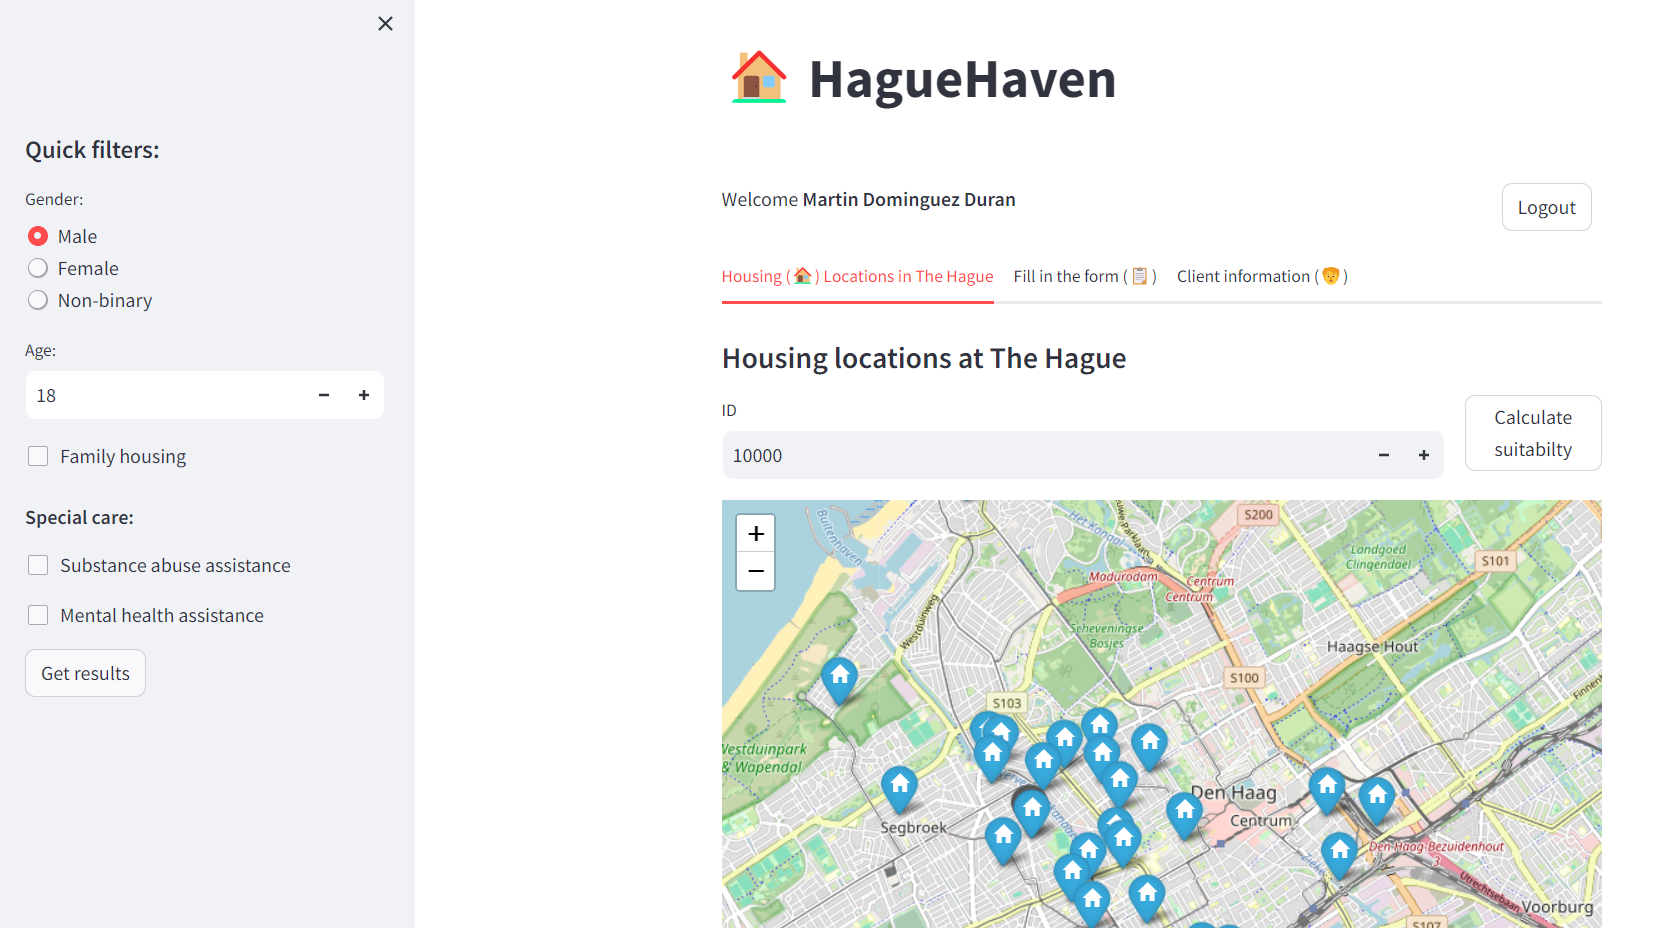 Quick filters:
Gender:
Male
Female
Non-binary
Age:
18
Family housing
Special care:
Substance abuse assistance
Mental health assistance
Get results
HagueHaven
Welcome Martin Dominguez Duran
Logout
Housing (🏠) Locations in The Hague
Fill in the form (📋)
Client information (🧑)
Housing locations at The Hague
ID
10000
Calculate
suitabilty
+
−
Buitenhaven
Het Kanaal
S200
Landgoed
Clingendael
S101
Madurodam
Centrum
Centrum
Westduinweg
Scheveningse
Bosjes
Haagse Hout
S100
S103
Westduinpark
& Wapendal
Den Haag
Centrum
Segbroek
Den Haag-Bezuidenhout
3
Utrechtsebaan
Voorburg
S107